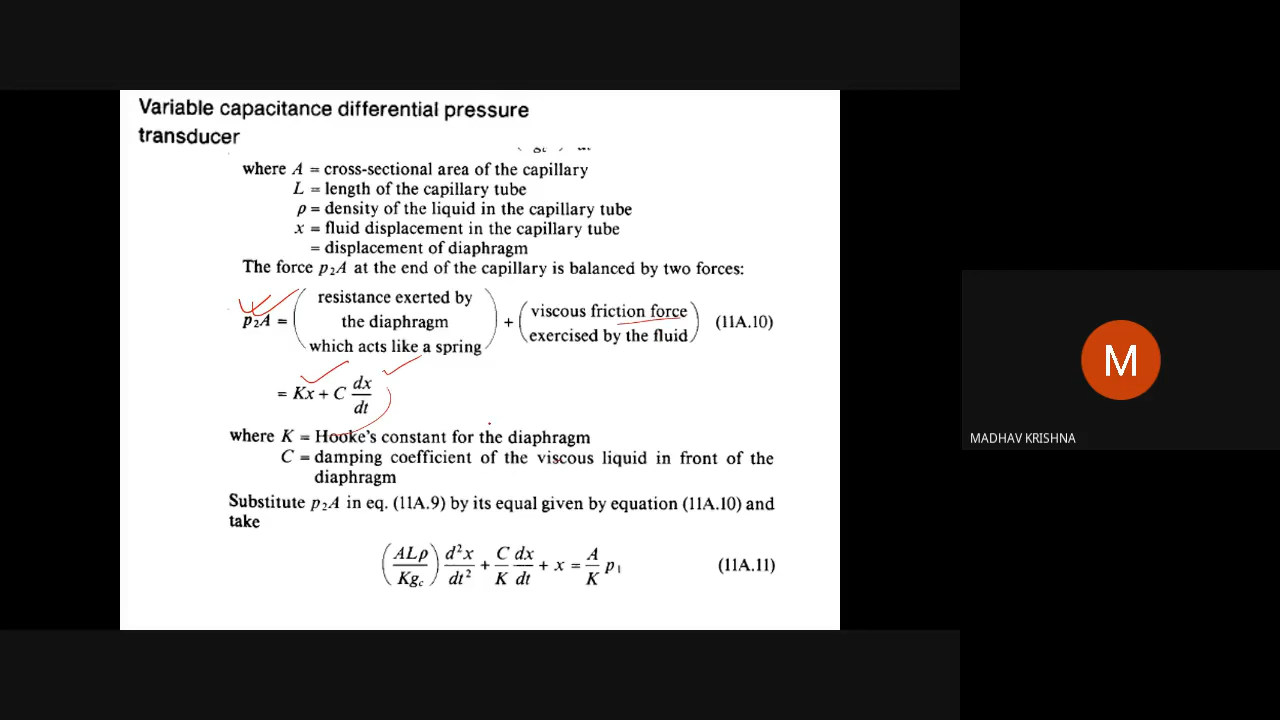 Variable capacitance differential pressure
transducer
where A = cross-sectional area of the capillary
L = length of the capillary tube
ρ = density of the liquid in the capillary tube
x = fluid displacement in the capillary tube
= displacement of diaphragm
The force p₂A at the end of the capillary is balanced by two forces:
p₂A = (resistance exerted by the diaphragm which acts like a spring) + (viscous friction force exercised by the fluid) (11A.10)
= Kx + C dx/dt
where K = Hooke's constant for the diaphragm
C = damping coefficient of the viscous liquid in front of the
diaphragm
Substitute p₂A in eq. (11A.9) by its equal given by equation (11A.10) and
take
(ALρ/Kg_c) d²x/dt² + C/K dx/dt + x = A/K p₁ (11A.11)
M
MADHAV KRISHNA